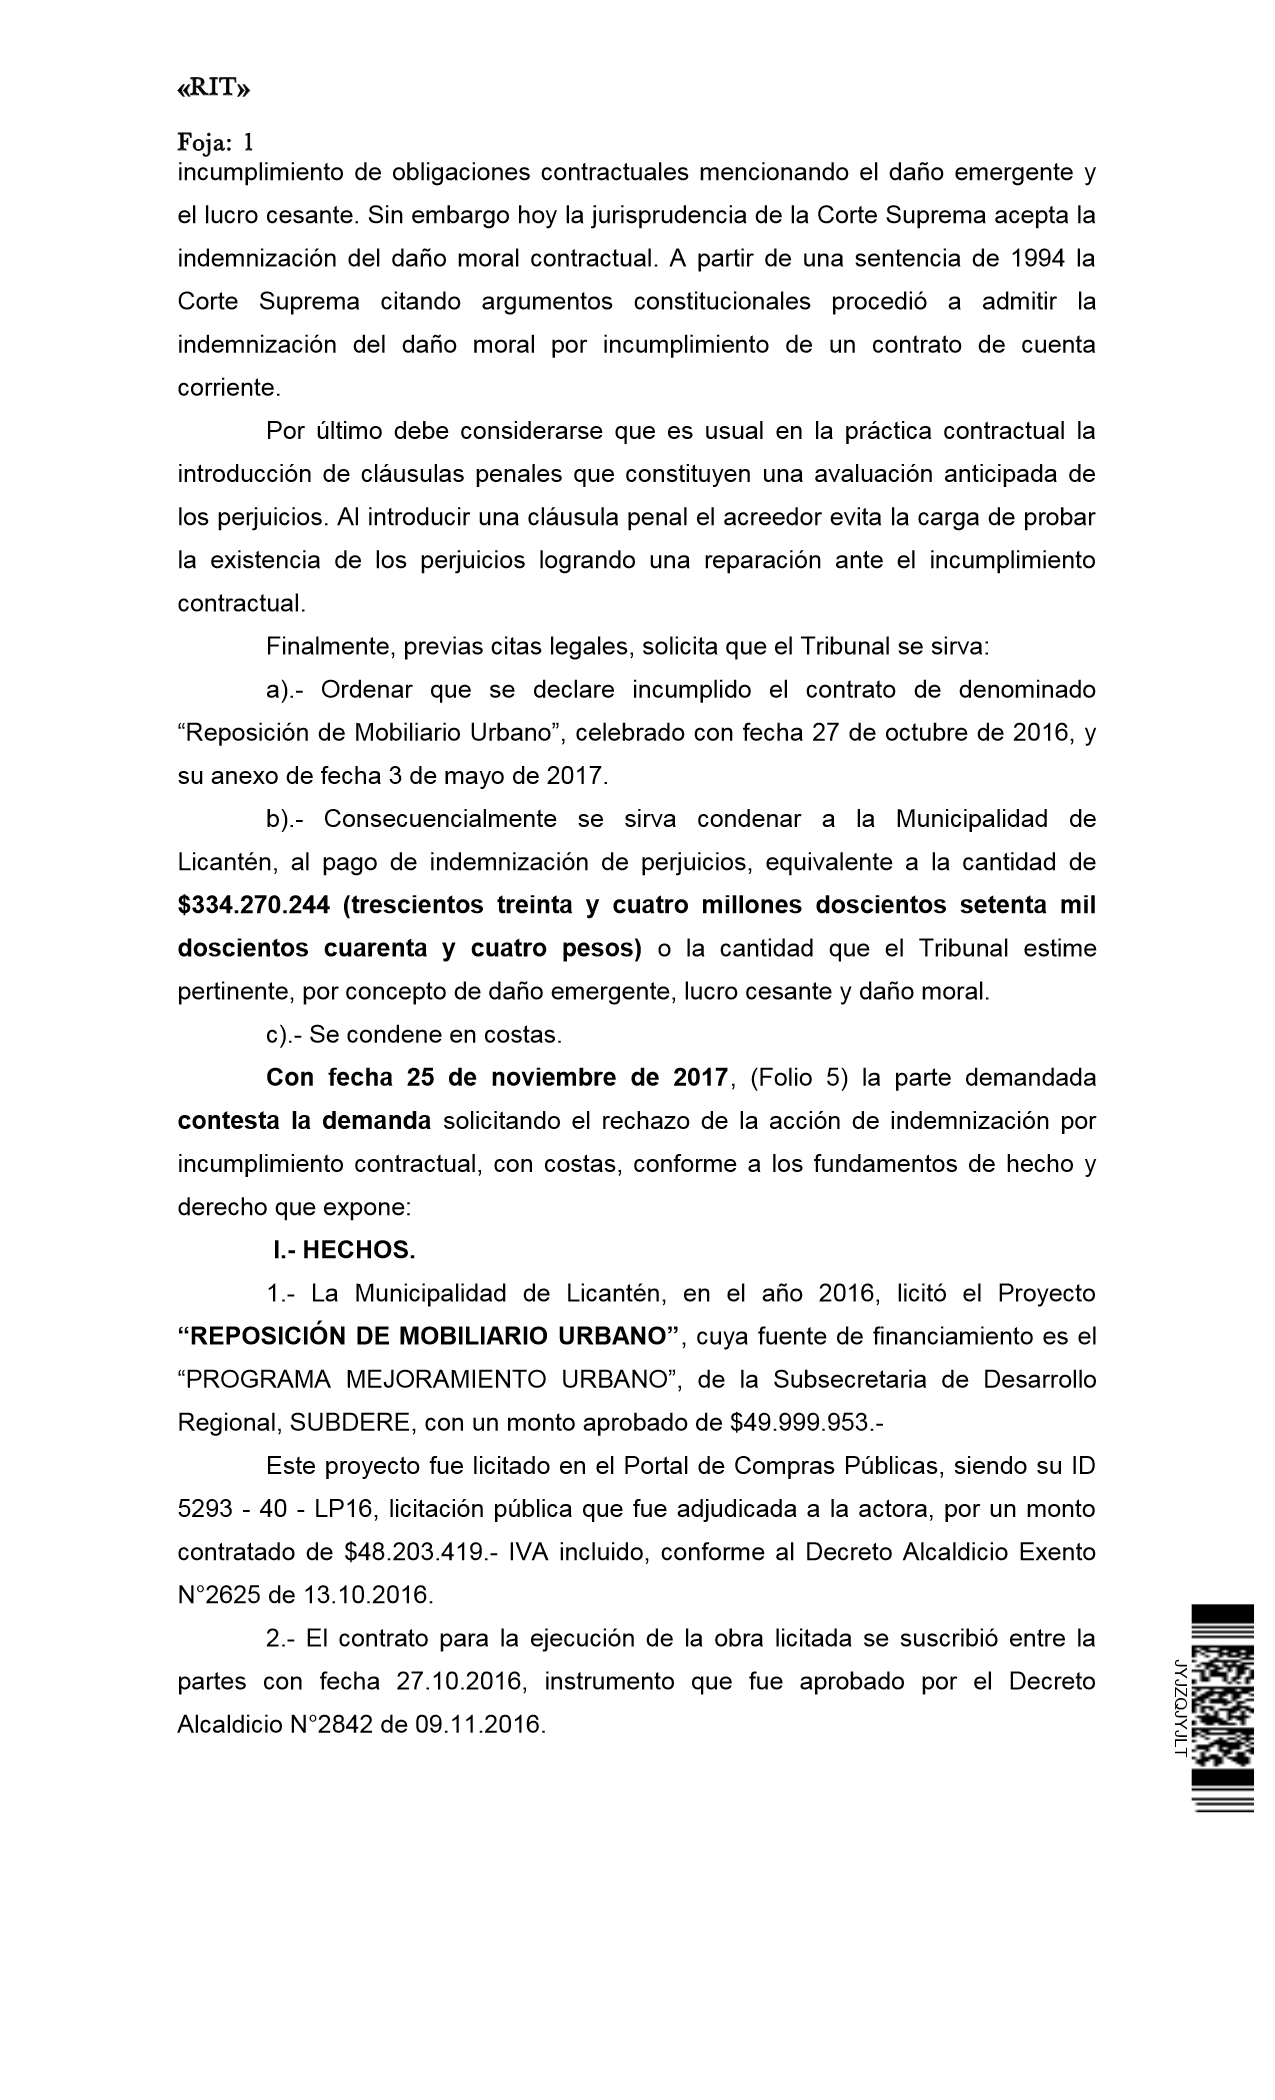 «RIT»
Foja: 1
incumplimiento de obligaciones contractuales mencionando el daño emergente y
el lucro cesante. Sin embargo hoy la jurisprudencia de la Corte Suprema acepta la
indemnización del daño moral contractual. A partir de una sentencia de 1994 la
Corte Suprema citando argumentos constitucionales procedió a admitir la
indemnización del daño moral por incumplimiento de un contrato de cuenta
corriente.
Por último debe considerarse que es usual en la práctica contractual la
introducción de cláusulas penales que constituyen una avaluación anticipada de
los perjuicios. Al introducir una cláusula penal el acreedor evita la carga de probar
la existencia de los perjuicios logrando una reparación ante el incumplimiento
contractual.
Finalmente, previas citas legales, solicita que el Tribunal se sirva:
a).- Ordenar que se declare incumplido el contrato de denominado
“Reposición de Mobiliario Urbano”, celebrado con fecha 27 de octubre de 2016, y
su anexo de fecha 3 de mayo de 2017.
b).- Consecuencialmente se sirva condenar a la Municipalidad de
Licantén, al pago de indemnización de perjuicios, equivalente a la cantidad de
$334.270.244 (trescientos treinta y cuatro millones doscientos setenta mil
doscientos cuarenta y cuatro pesos) o la cantidad que el Tribunal estime
pertinente, por concepto de daño emergente, lucro cesante y daño moral.
c).- Se condene en costas.
Con fecha 25 de noviembre de 2017, (Folio 5) la parte demandada
contesta la demanda solicitando el rechazo de la acción de indemnización por
incumplimiento contractual, con costas, conforme a los fundamentos de hecho y
derecho que expone:
I.- HECHOS.
1.- La Municipalidad de Licantén, en el año 2016, licitó el Proyecto
“REPOSICIÓN DE MOBILIARIO URBANO”, cuya fuente de financiamiento es el
“PROGRAMA MEJORAMIENTO URBANO”, de la Subsecretaria de Desarrollo
Regional, SUBDERE, con un monto aprobado de $49.999.953.-
Este proyecto fue licitado en el Portal de Compras Públicas, siendo su ID
5293 - 40 - LP16, licitación pública que fue adjudicada a la actora, por un monto
contratado de $48.203.419.- IVA incluido, conforme al Decreto Alcaldicio Exento
N°2625 de 13.10.2016.
2.- El contrato para la ejecución de la obra licitada se suscribió entre la
partes con fecha 27.10.2016, instrumento que fue aprobado por el Decreto
Alcaldicio N°2842 de 09.11.2016.
JYJZQJYJLT